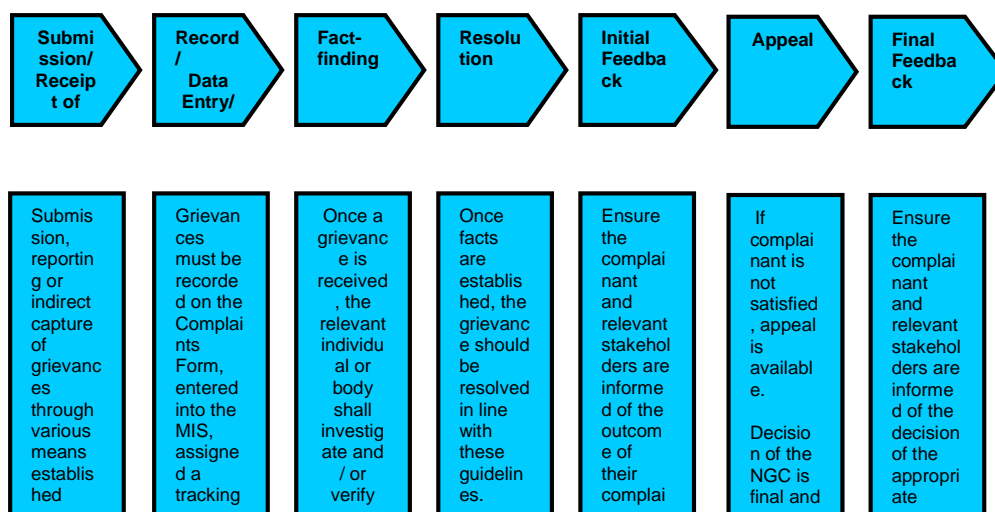 Submi
ssion/
Receip
t of
Record
/
Data
Entry/
Fact-
finding
Resolu
tion
Initial
Feedba
ck
Appeal
Final
Feedba
ck
Submis
sion,
reportin
g or
indirect
capture
of
grievanc
es
through
various
means
establis
hed
Grievan
ces
must be
recorde
d on the
Complai
nts
Form,
entered
into the
MIS,
assigne
d a
tracking
Once a
grievanc
e is
received
, the
relevant
individu
al or
body
shall
investig
ate and
/ or
verify
Once
facts
are
establis
hed, the
grievanc
e should
be
resolved
in line
with
these
guidelin
es.
Ensure
the
complai
nant
and
relevant
stakehol
ders are
informe
d of the
outcom
e of
their
complai
If
complai
nant is
not
satisfied
, appeal
is
availabl
e.
Decisio
n of the
NGC is
final and
Ensure
the
complai
nant
and
relevant
stakehol
ders are
informe
d of the
decision
of the
appropri
ate